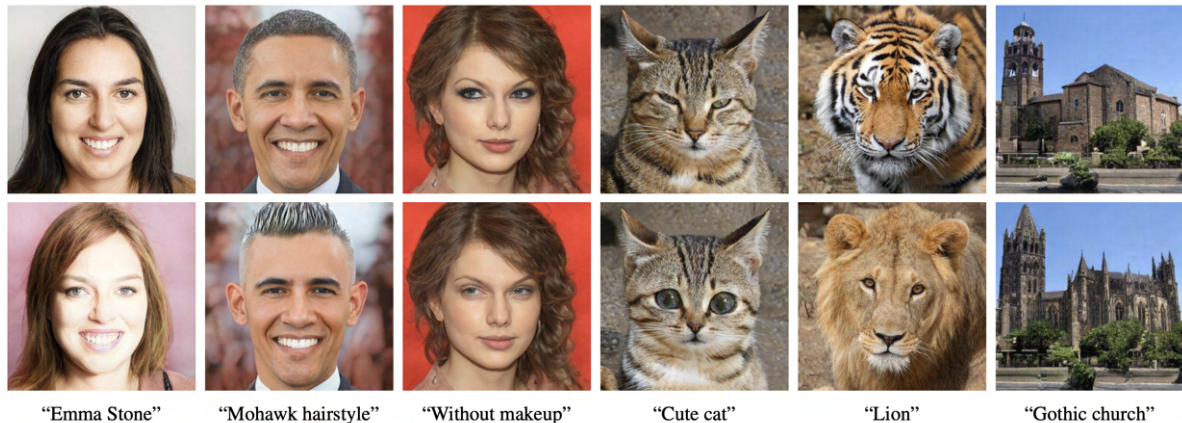 “Emma Stone” “Mohawk hairstyle” “Without makeup” “Cute cat” “Lion” “Gothic church”